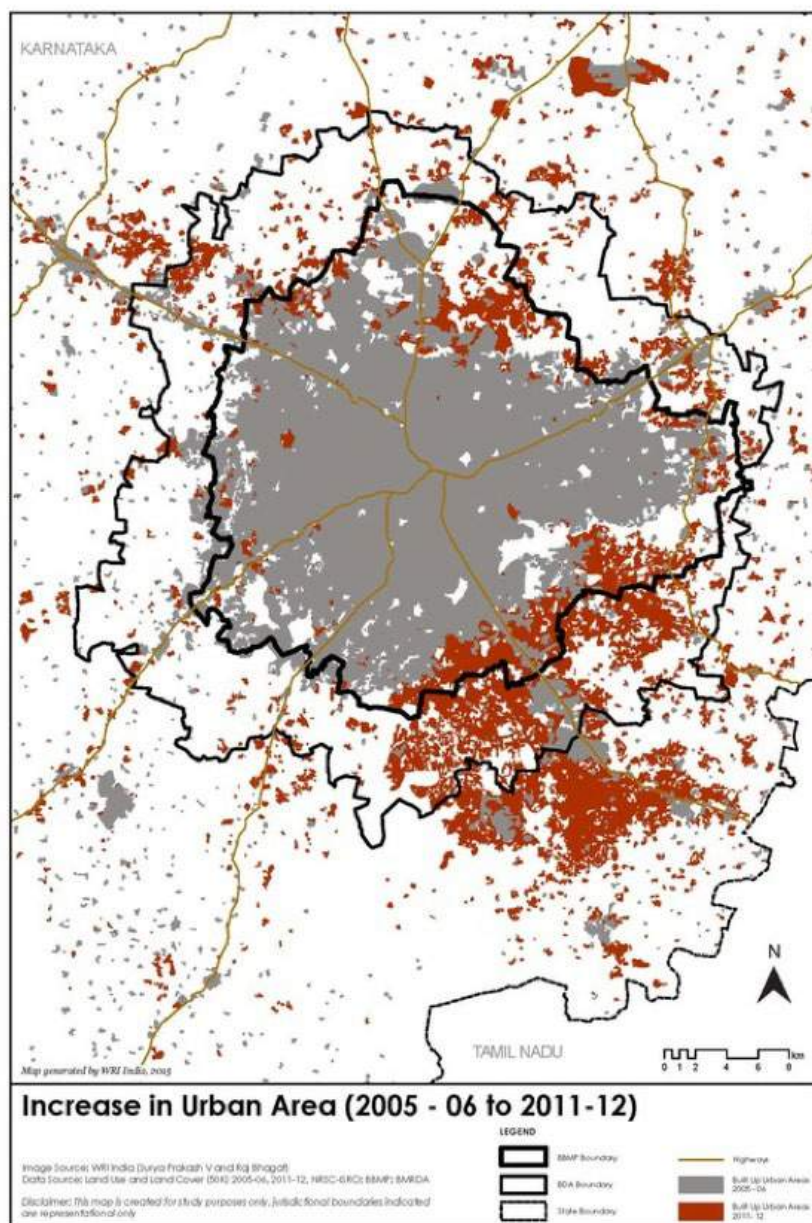 KARNATAKA
N
TAMIL NADU
km
0 1 2 4 6 8
Map generated by WRI India, 2015
Increase in Urban Area (2005 - 06 to 2011-12)
LEGEND
BBMP Boundary
BDA Boundary
State Boundary
Highways
Built Up Urban Areas
2005-06
Built Up Urban Areas
2011-12
Image Source: WRI India (Surya Prakash V and Raj Bhagat)
Data Source: Land Use and Land Cover (50K) 2005-06, 2011-12, NRSC-ISRO; BBMP; BMRDA
Disclaimer: This map is created for study purposes only, jurisdictional boundaries indicated
are representational only